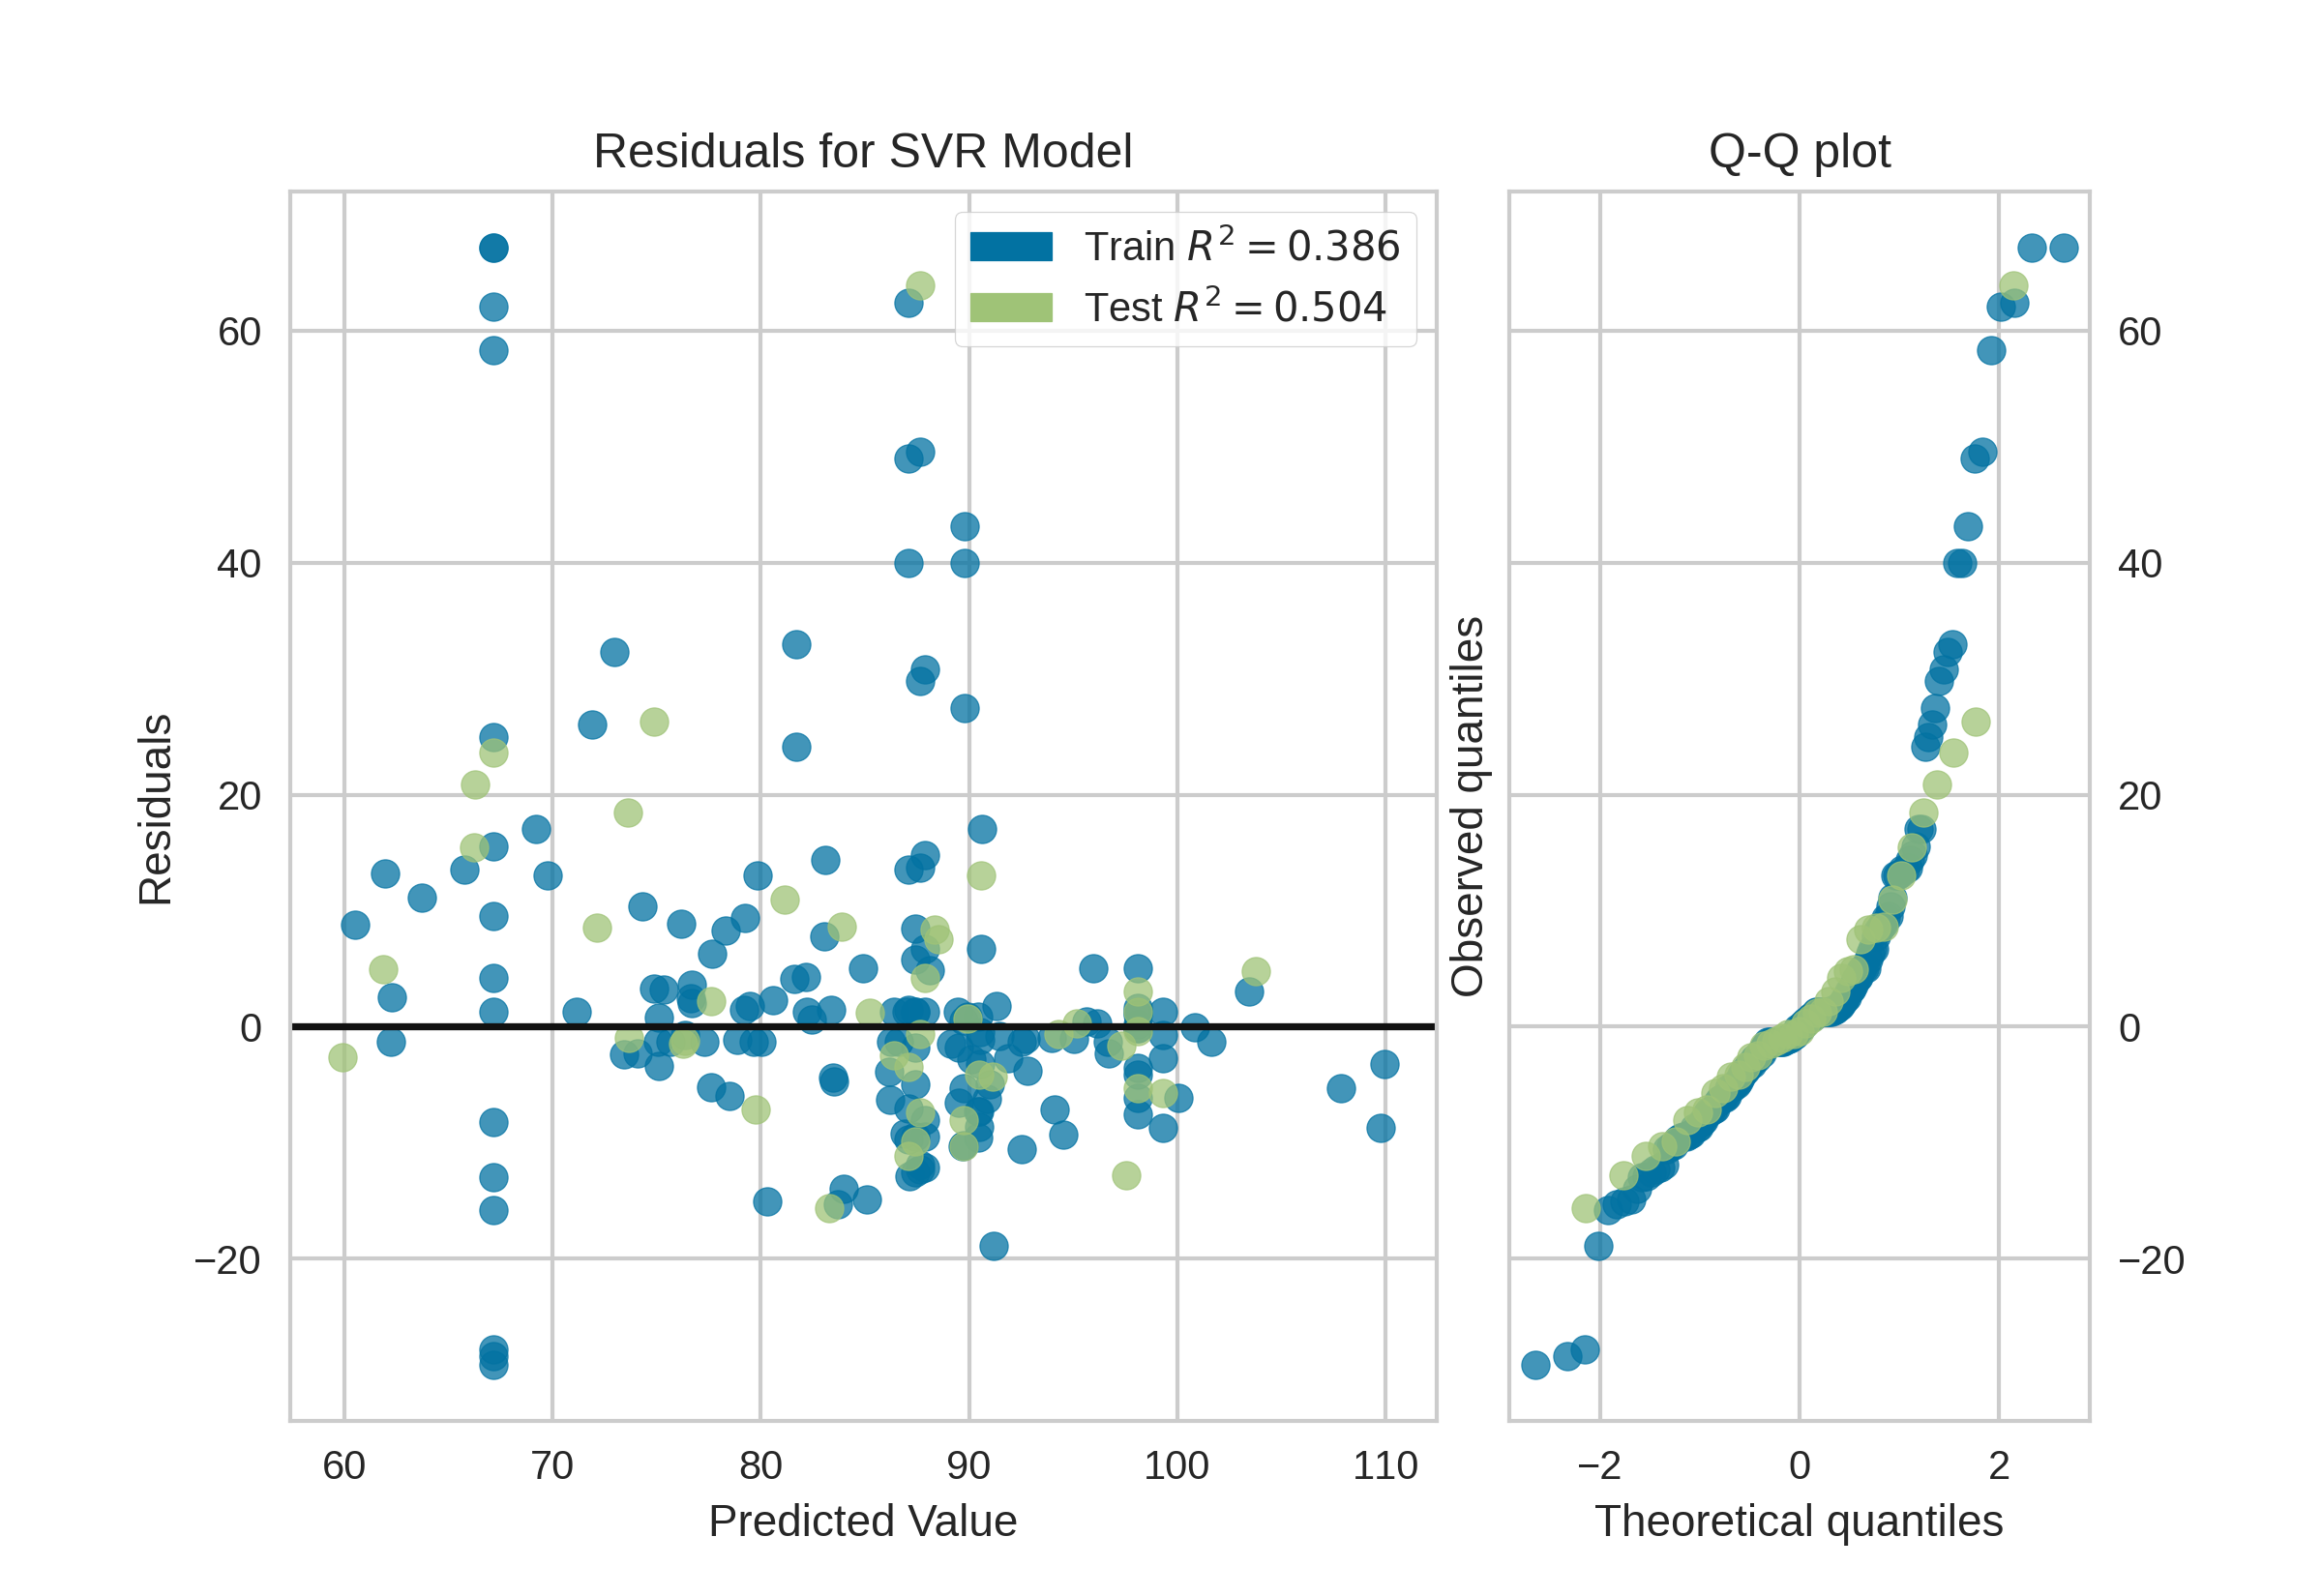 Residuals for SVR Model
Train R² = 0.386
Test R² = 0.504
Residuals
60
40
20
0
−20
60
70
80
90
100
110
Predicted Value
Q-Q plot
Observed quantiles
60
40
20
0
−20
−2
0
2
Theoretical quantiles